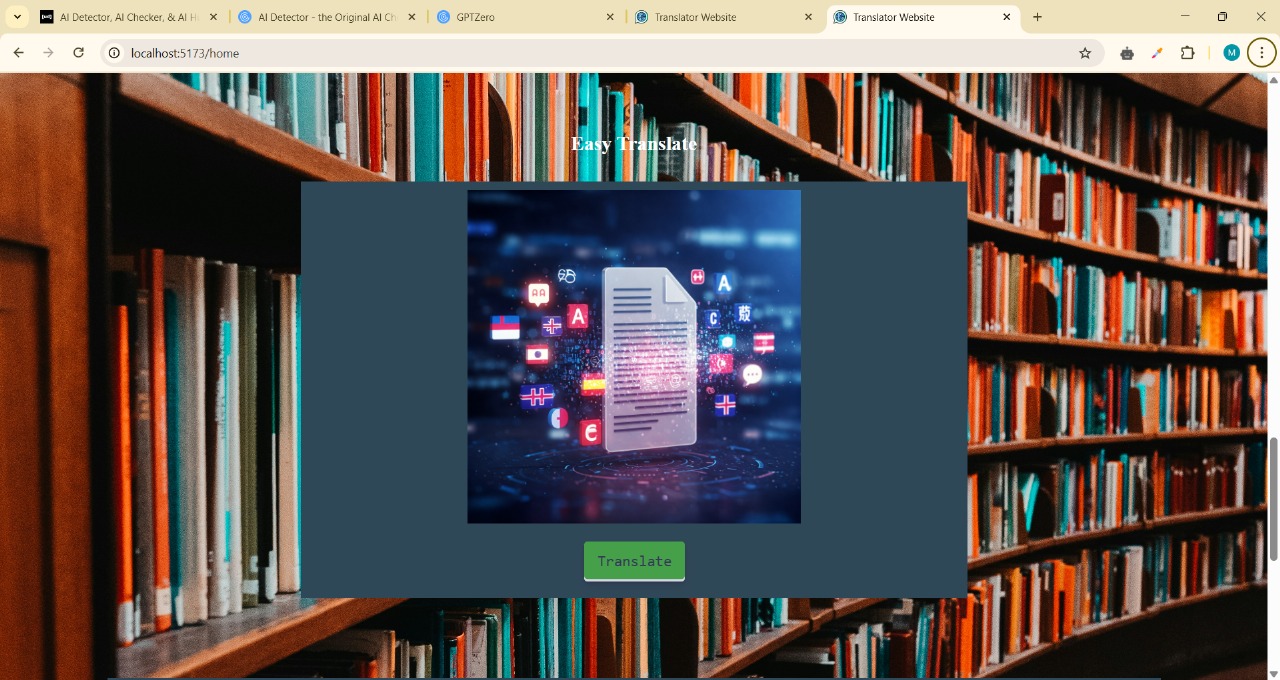 AI Detector, AI Checker, & AI H
AI Detector - the Original AI Ch
GPTZero
Translator Website
Translator Website
localhost:5173/home
M
Easy Translate
AA
A
A
C
Translate